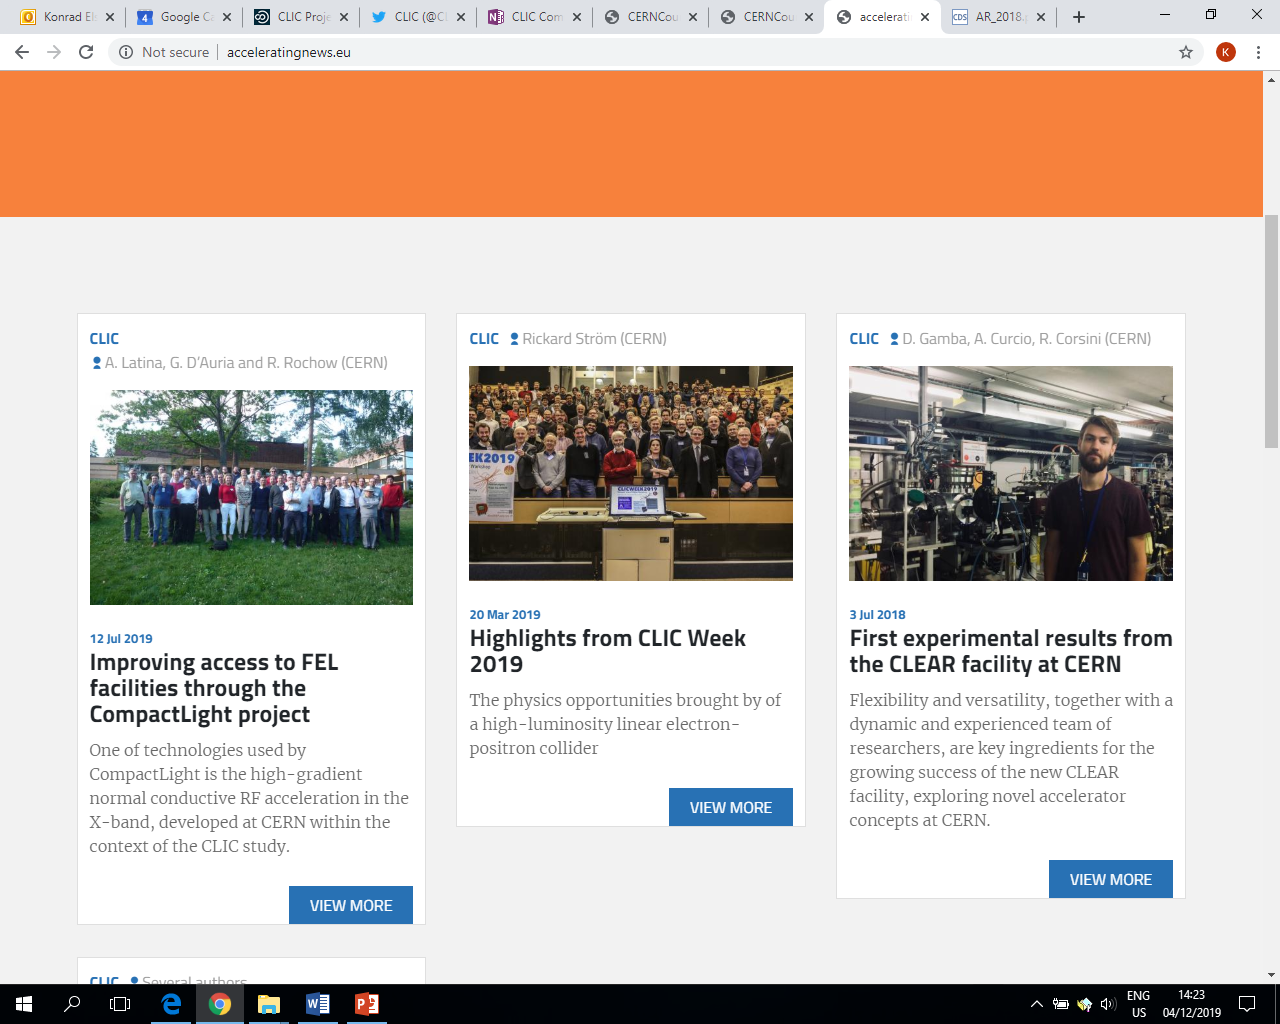 Konrad El
Google Ca
CLIC Proje
CLIC (@CL
CLIC Com
CERNCou
CERNCou
accelerati
AR_2018.p
Not secure
acceleratingnews.eu
K
CLIC
A. Latina, G. D'Auria and R. Rochow (CERN)
12 Jul 2019
Improving access to FEL
facilities through the
CompactLight project
One of technologies used by
CompactLight is the high-gradient
normal conductive RF acceleration in the
X-band, developed at CERN within the
context of the CLIC study.
VIEW MORE
CLIC Rickard Ström (CERN)
EEK2019
CLICWEEK2019
20 Mar 2019
Highlights from CLIC Week
2019
The physics opportunities brought by of
a high-luminosity linear electron-
positron collider
VIEW MORE
CLIC D. Gamba, A. Curcio, R. Corsini (CERN)
3 Jul 2018
First experimental results from
the CLEAR facility at CERN
Flexibility and versatility, together with a
dynamic and experienced team of
researchers, are key ingredients for the
growing success of the new CLEAR
facility, exploring novel accelerator
concepts at CERN.
VIEW MORE
CLIC Several authors
ENG
US
14:23
04/12/2019